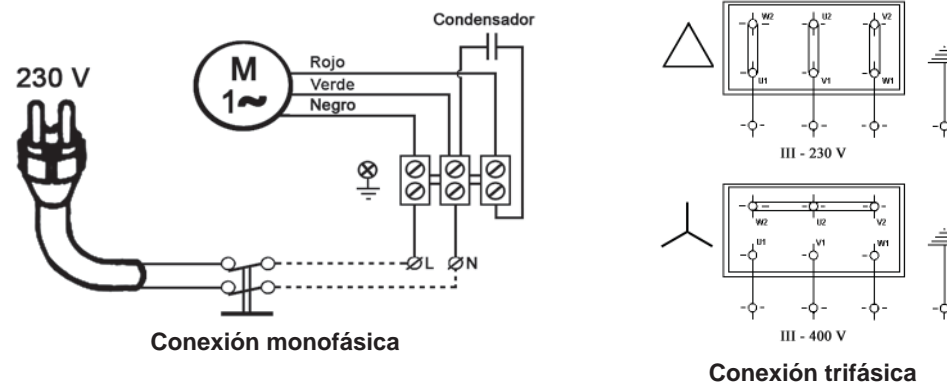 230 V
M
1~
Rojo
Verde
Negro
Condensador
L
N
Conexión monofásica
W2 U2 V2
U1 V1 W1
III - 230 V
W2 U2 V2
U1 V1 W1
III - 400 V
Conexión trifásica